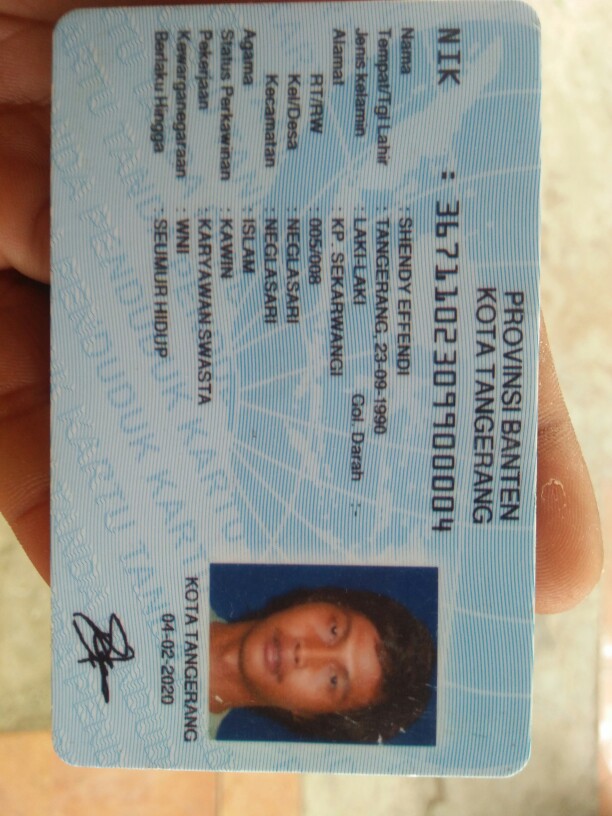 PROVINSI BANTEN
KOTA TANGERANG
NIK : 3671102309900004
Nama : SHENDY EFFENDI
Tempat/Tgl Lahir : TANGERANG, 23-09-1990
Jenis kelamin : LAKI-LAKI Gol. Darah : -
Alamat : KP. SEKARWANGI
RT/RW : 005/008
Kel/Desa : NEGLASARI
Kecamatan : NEGLASARI
Agama : ISLAM
Status Perkawinan : KAWIN
Pekerjaan : KARYAWAN SWASTA
Kewarganegaraan : WNI
Berlaku Hingga : SEUMUR HIDUP
KOTA TANGERANG
04-02-2020